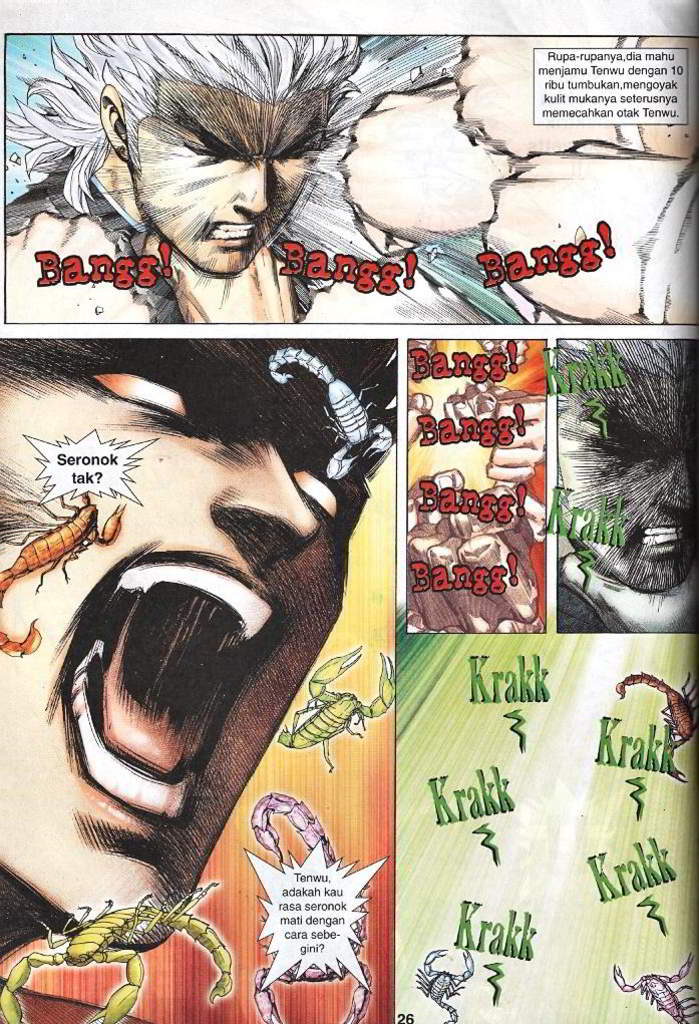 Rupa-rupanya,dia mahu
menjamu Tenwu dengan 10
ribu tumbukan,mengoyak
kulit mukanya seterusnya
memecahkan otak Tenwu.
Bangg!
Bangg!
Bangg!
Seronok
tak?
Bangg!
Bangg!
Bangg!
Bangg!
Krakk
Krakk
Krakk
Krakk
Krakk
Krakk
Krakk
Tenwu,
adakah kau
rasa seronok
mati dengan
cara sebe-
gini?
26